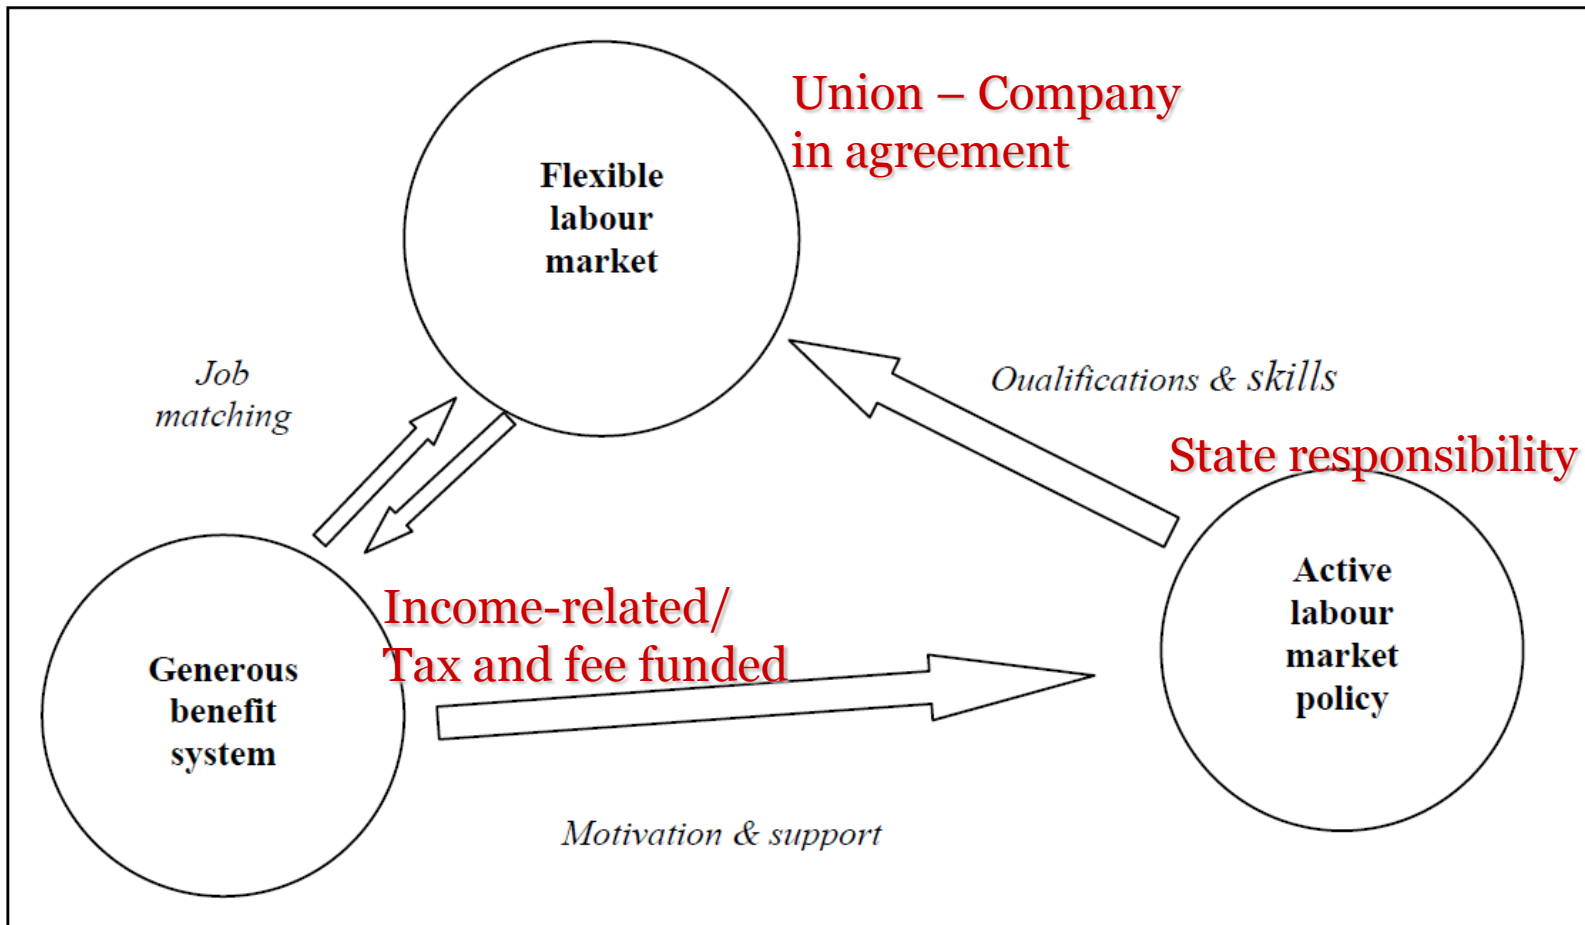 Union – Company
in agreement
Flexible
labour
market
Job
matching
Oualifications & skills
State responsibility
Active
labour
market
policy
Income-related/
Tax and fee funded
Generous
benefit
system
Motivation & support